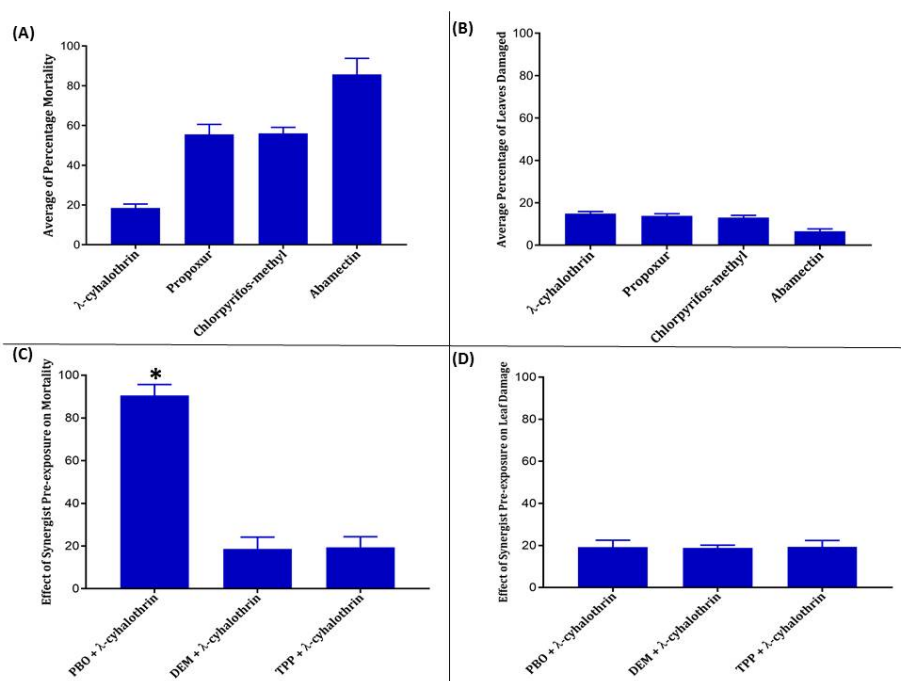 (A)
Average of Percentage Mortality
100
80
60
40
20
0
λ-cyhalothrin
Propoxur
Chlorpyrifos-methyl
Abamectin
(B)
Average Percentage of Leaves Damaged
100
80
60
40
20
0
λ-cyhalothrin
Propoxur
Chlorpyrifos-methyl
Abamectin
(C)
Effect of Synergist Pre-exposure on Mortality
100
80
60
40
20
0
*
PBO + λ-cyhalothrin
DEM + λ-cyhalothrin
TPP + λ-cyhalothrin
(D)
Effect of Synergist Pre-exposure on Leaf Damage
100
80
60
40
20
0
PBO + λ-cyhalothrin
DEM + λ-cyhalothrin
TPP + λ-cyhalothrin